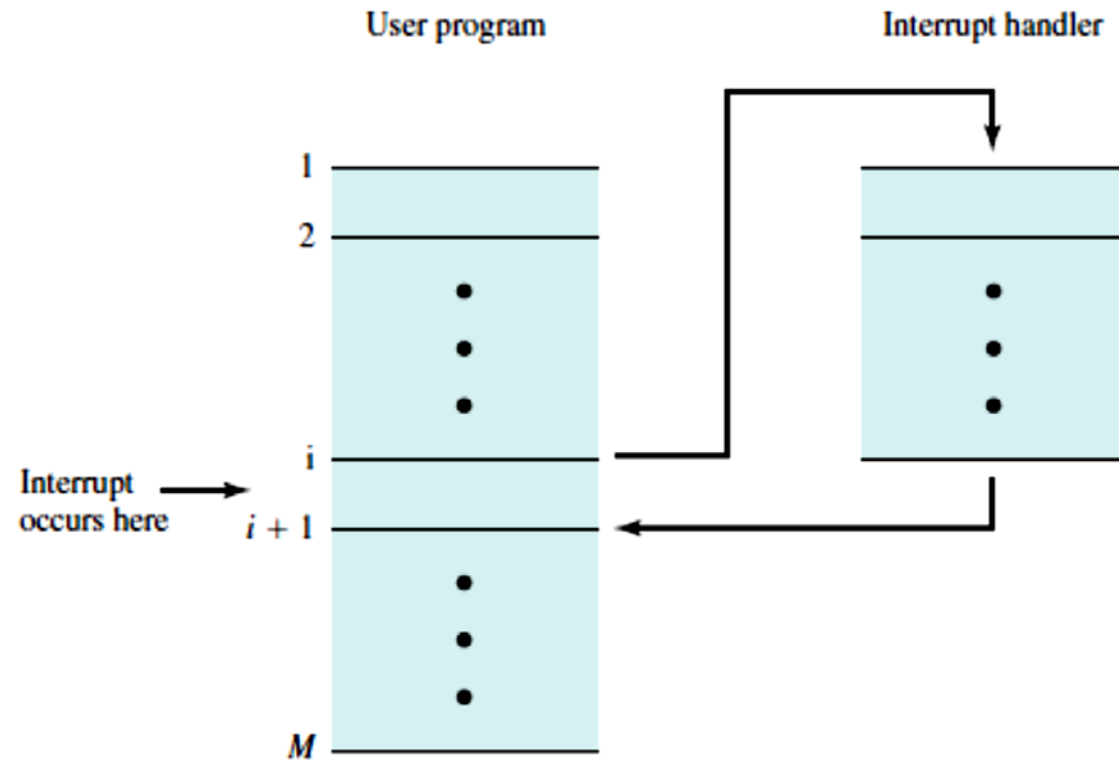 User program
Interrupt handler
1
2
i
Interrupt
occurs here
i + 1
M